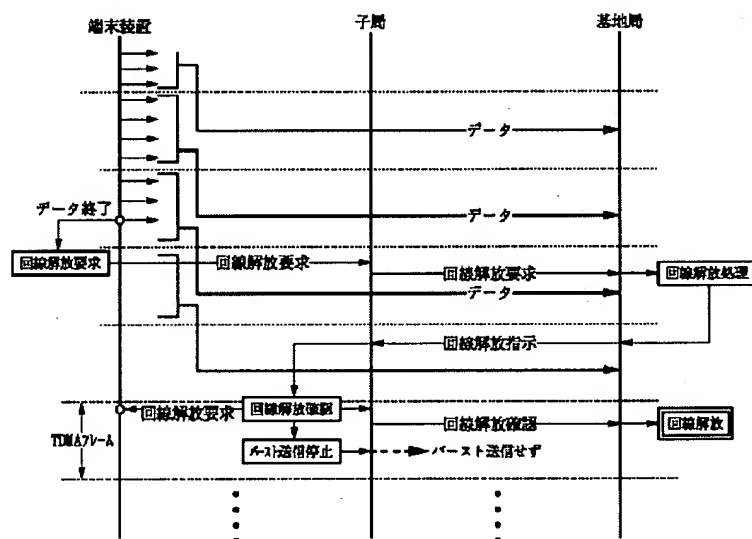 端末装置
子局
基地局
データ
データ終了
データ
回線解放要求
回線解放要求
回線解放要求
回線解放処理
データ
回線解放指示
回線解放要求
回線解放確認
回線解放確認
回線解放
TDMAフレーム
バースト送信停止
バースト送信せず